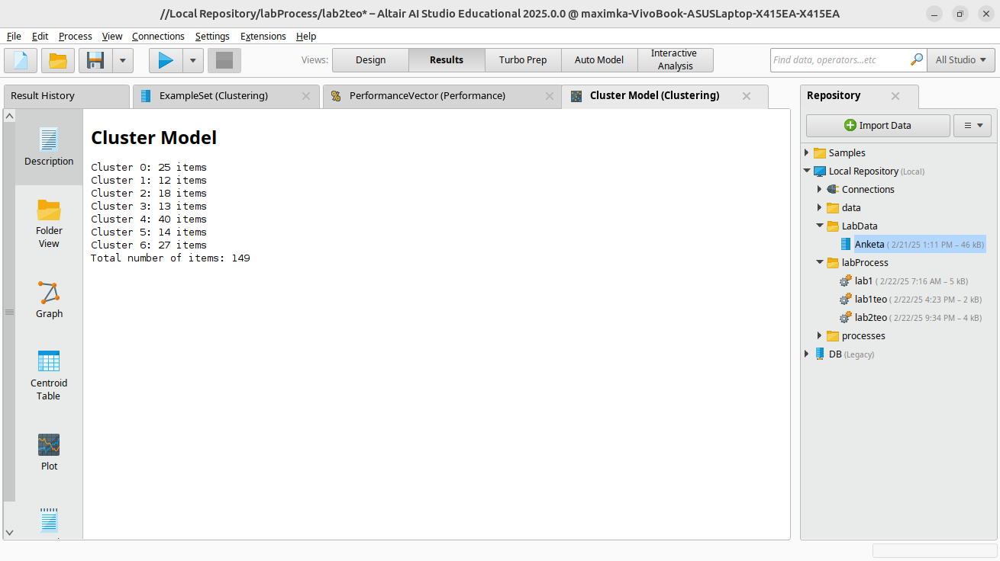 //Local Repository/labProcess/lab2teo* – Altair AI Studio Educational 2025.0.0 @ maximka-VivoBook-ASUSLaptop-X415EA-X415EA
File Edit Process View Connections Settings Extensions Help
Views: Design Results Turbo Prep Auto Model Interactive Analysis
Find data, operators...etc
All Studio
Result History
ExampleSet (Clustering)
PerformanceVector (Performance)
Cluster Model (Clustering)
Description
Folder
View
Graph
Centroid
Table
Plot
Cluster Model
Cluster 0: 25 items
Cluster 1: 12 items
Cluster 2: 18 items
Cluster 3: 13 items
Cluster 4: 40 items
Cluster 5: 14 items
Cluster 6: 27 items
Total number of items: 149
Repository
Import Data
Samples
Local Repository (Local)
Connections
data
LabData
Anketa ( 2/21/25 1:11 PM – 46 kB)
labProcess
lab1 ( 2/22/25 7:16 AM – 5 kB)
lab1teo ( 2/22/25 4:23 PM – 2 kB)
lab2teo ( 2/22/25 9:34 PM – 4 kB)
processes
DB (Legacy)